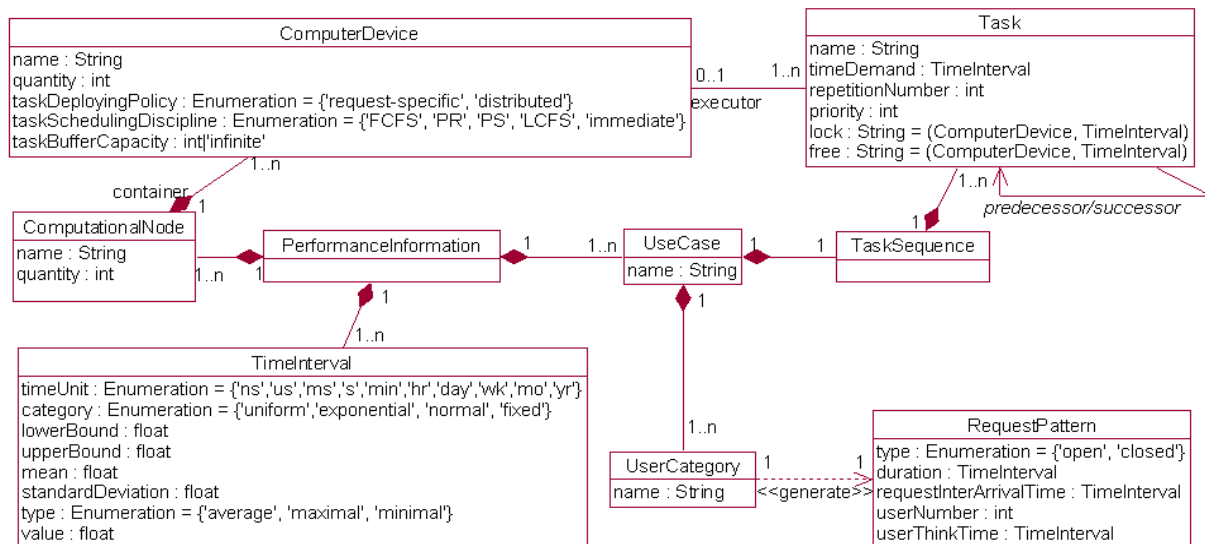 ComputerDevice
name : String
quantity : int
taskDeployingPolicy : Enumeration = {'request-specific', 'distributed'}
taskSchedulingDiscipline : Enumeration = {'FCFS', 'PR', 'PS', 'LCFS', 'immediate'}
taskBufferCapacity : int|'infinite'
0..1
1..n
executor
Task
name : String
timeDemand : TimeInterval
repetitionNumber : int
priority : int
lock : String = (ComputerDevice, TimeInterval)
free : String = (ComputerDevice, TimeInterval)
1..n
container
1
1..n
predecessor/successor
ComputationalNode
name : String
quantity : int
1..n
1
PerformanceInformation
1
1..n
UseCase
name : String
1
1
1
TaskSequence
1
1
1..n
TimeInterval
timeUnit : Enumeration = {'ns','us','ms','s','min','hr','day','wk','mo','yr'}
category : Enumeration = {'uniform','exponential', 'normal', 'fixed'}
lowerBound : float
upperBound : float
mean : float
standardDeviation : float
type : Enumeration = {'average', 'maximal', 'minimal'}
value : float
1..n
UserCategory
name : String
1
1
<<generate>>
RequestPattern
type : Enumeration = {'open', 'closed'}
duration : TimeInterval
requestInterArrivalTime : TimeInterval
userNumber : int
userThinkTime : TimeInterval